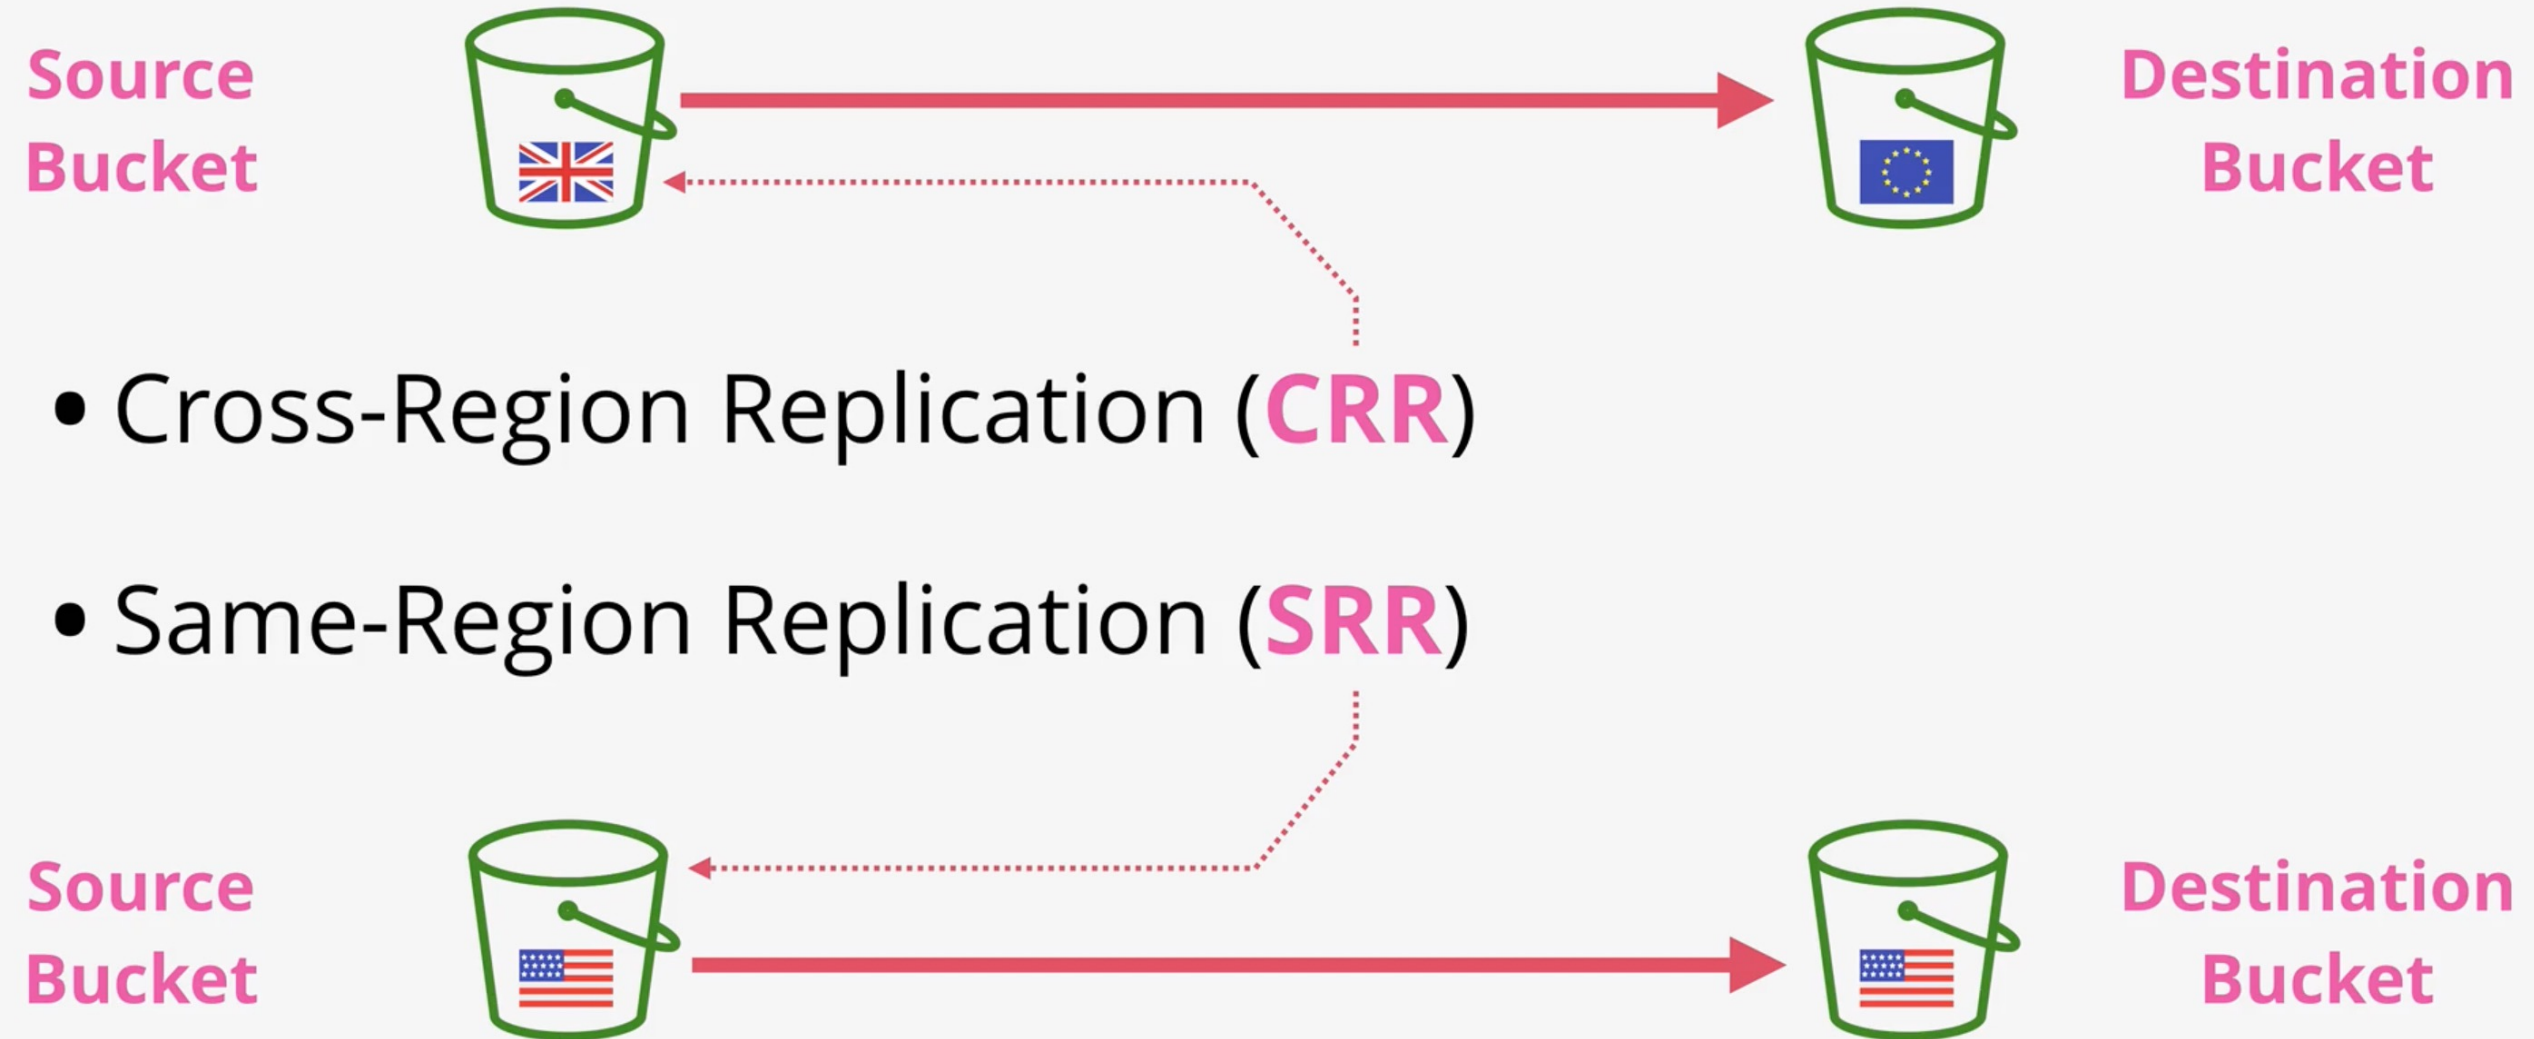 Source
Bucket
Destination
Bucket
• Cross-Region Replication (CRR)
• Same-Region Replication (SRR)
Source
Bucket
Destination
Bucket